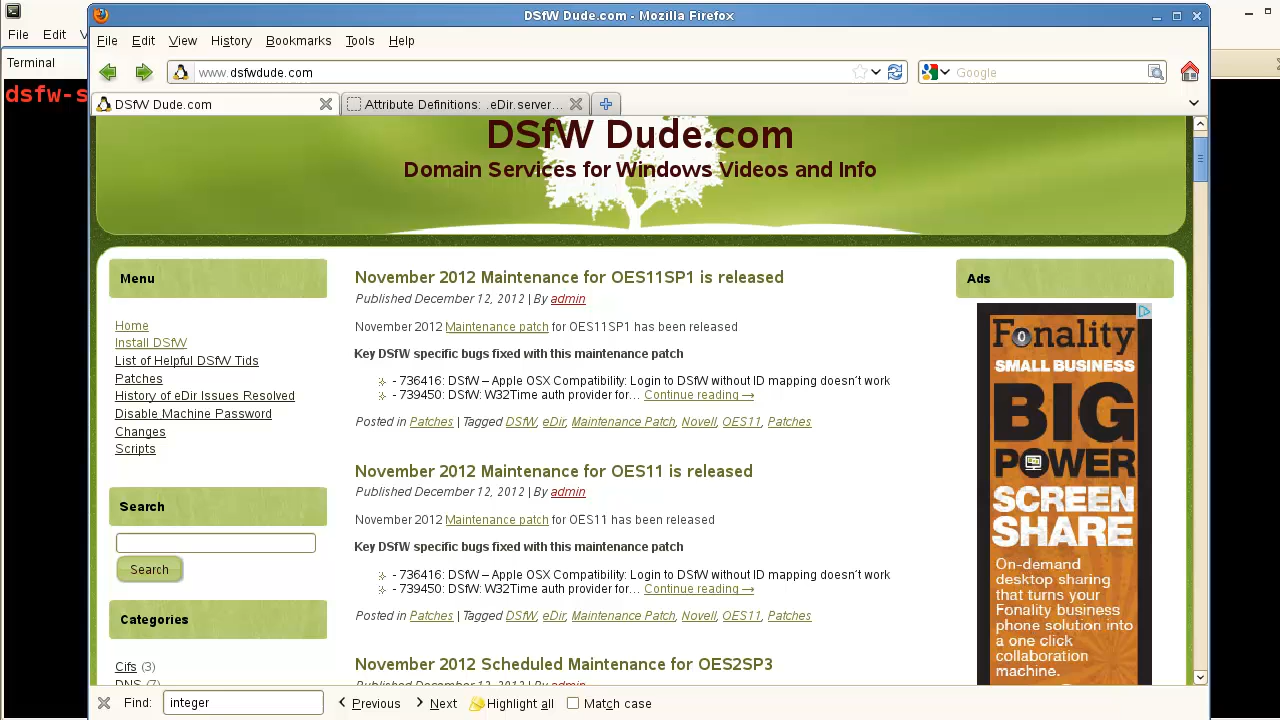 DSfW Dude.com - Mozilla Firefox
File Edit
File Edit View History Bookmarks Tools Help
Terminal
www.dsfwdude.com
Google
dsfw-s
DSfW Dude.com
Attribute Definitions: .eDir.server...
DSfW Dude.com
Domain Services for Windows Videos and Info
Menu
Home
Install DSfW
List of Helpful DSfW Tids
Patches
History of eDir Issues Resolved
Disable Machine Password
Changes
Scripts
Search
Search
Categories
Cifs (3)
DNS (7)
November 2012 Maintenance for OES11SP1 is released
Published December 12, 2012 | By admin
November 2012 Maintenance patch for OES11SP1 has been released
Key DSfW specific bugs fixed with this maintenance patch
- 736416: DSfW – Apple OSX Compatibility: Login to DSfW without ID mapping doesn't work
- 739450: DSfW: W32Time auth provider for... Continue reading →
Posted in Patches | Tagged DSfW, eDir, Maintenance Patch, Novell, OES11, Patches
November 2012 Maintenance for OES11 is released
Published December 12, 2012 | By admin
November 2012 Maintenance patch for OES11 has been released
Key DSfW specific bugs fixed with this maintenance patch
- 736416: DSfW – Apple OSX Compatibility: Login to DSfW without ID mapping doesn't work
- 739450: DSfW: W32Time auth provider for... Continue reading →
Posted in Patches | Tagged DSfW, eDir, Maintenance Patch, Novell, OES11, Patches
November 2012 Scheduled Maintenance for OES2SP3
Published December 12, 2012 | By admin
Ads
Fonality
SMALL BUSINESS
BIG
POWER
SCREEN
SHARE
On-demand
desktop sharing
that turns your
Fonality business
phone solution into
a one click
collaboration
machine.
Find: integer Previous Next Highlight all Match case